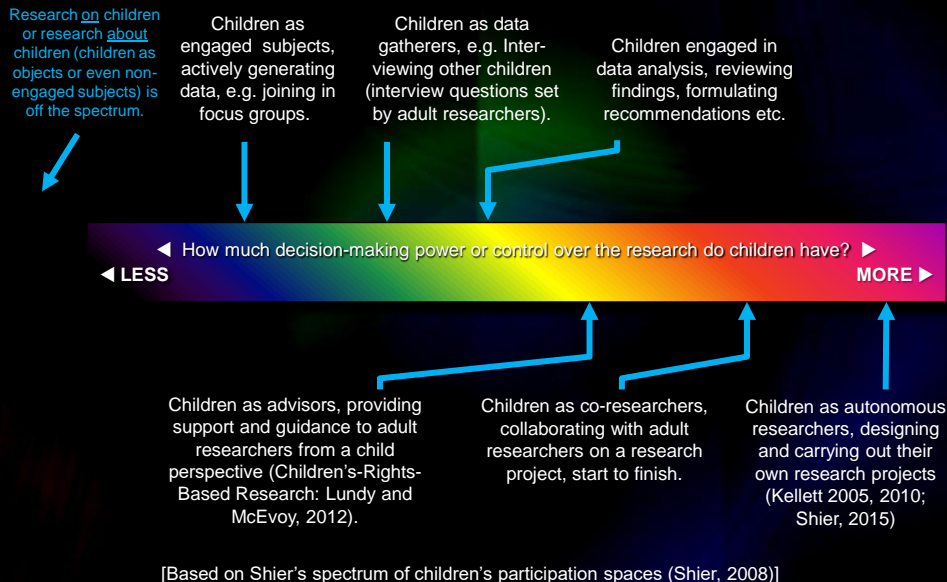 Research on children
or research about
children (children as
objects or even non-
engaged subjects) is
off the spectrum.
Children as
engaged subjects,
actively generating
data, e.g. joining in
focus groups.
Children as data
gatherers, e.g. Inter-
viewing other children
(interview questions set
by adult researchers).
Children engaged in
data analysis, reviewing
findings, formulating
recommendations etc.
◄ How much decision-making power or control over the research do children have? ►
◄ LESS
MORE ►
Children as advisors, providing
support and guidance to adult
researchers from a child
perspective (Children's-Rights-
Based Research: Lundy and
McEvoy, 2012).
Children as co-researchers,
collaborating with adult
researchers on a research
project, start to finish.
Children as autonomous
researchers, designing
and carrying out their
own research projects
(Kellett 2005, 2010;
Shier, 2015)
[Based on Shier's spectrum of children's participation spaces (Shier, 2008)]